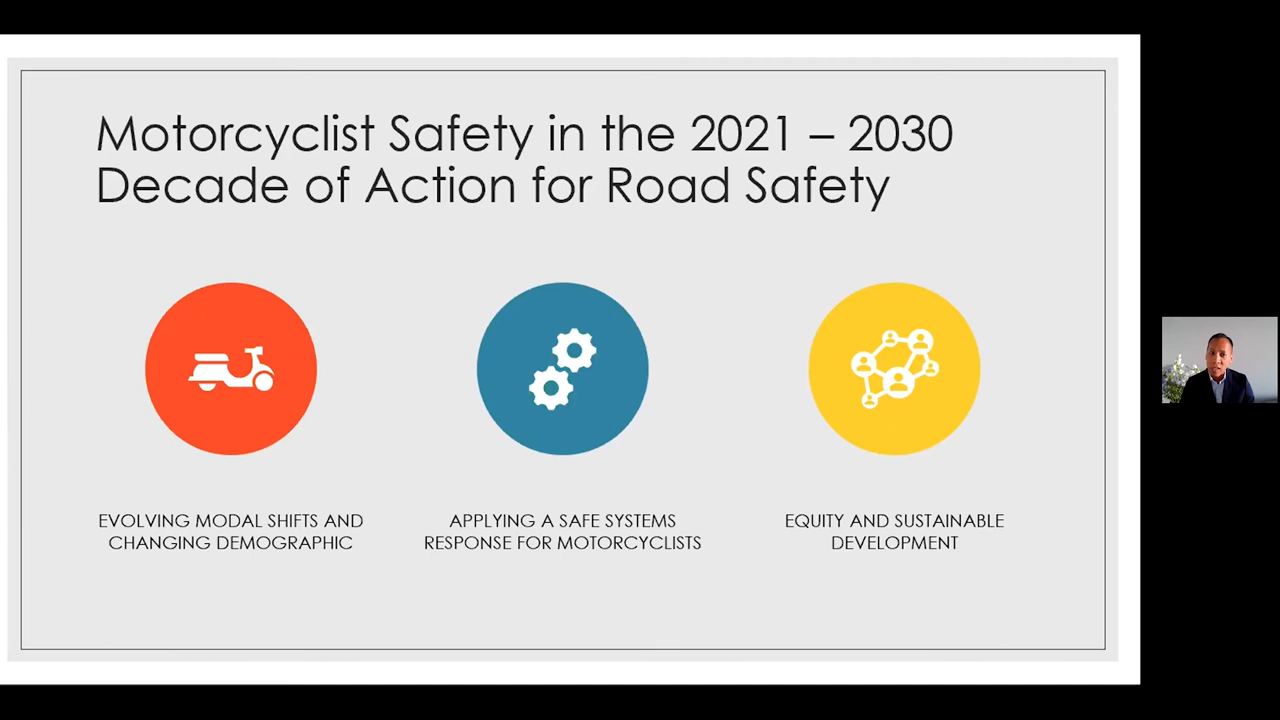 Motorcyclist Safety in the 2021 – 2030
Decade of Action for Road Safety
EVOLVING MODAL SHIFTS AND
CHANGING DEMOGRAPHIC
APPLYING A SAFE SYSTEMS
RESPONSE FOR MOTORCYCLISTS
EQUITY AND SUSTAINABLE
DEVELOPMENT